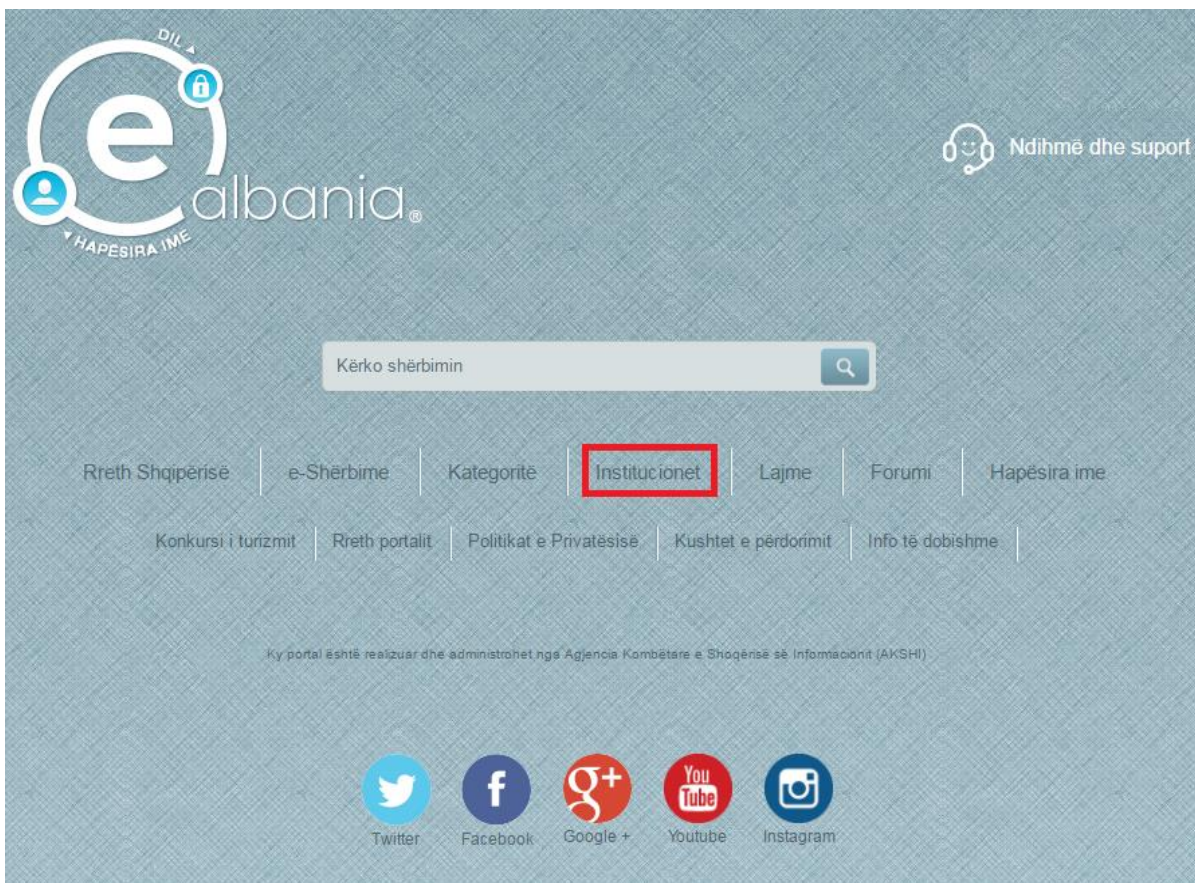 DIL
e
albania®
HAPËSIRA IME
Ndihmë dhe suport
Kërko shërbimin
Rreth Shqipërisë e-Shërbime Kategoritë Institucionet Lajme Forumi Hapësira ime
Konkursi i turizmit Rreth portalit Politikat e Privatësisë Kushtet e përdorimit Info të dobishme
Ky portal është realizuar dhe administrohet nga Agjencia Kombëtare e Shoqërisë së Informacionit (AKSHI)
f g+ You Tube
Twitter Facebook Google + Youtube Instagram